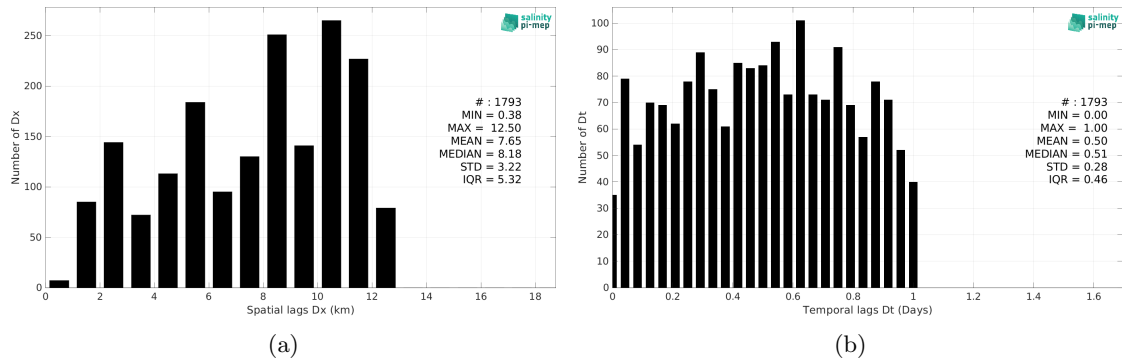 salinity
pi-mep
Number of Dx
250
200
150
100
50
0
# : 1793
MIN = 0.38
MAX = 12.50
MEAN = 7.65
MEDIAN = 8.18
STD = 3.22
IQR = 5.32
0 2 4 6 8 10 12 14 16 18
Spatial lags Dx (km)
(a)
salinity
pi-mep
Number of Dt
100
90
80
70
60
50
40
30
20
10
0
# : 1793
MIN = 0.00
MAX = 1.00
MEAN = 0.50
MEDIAN = 0.51
STD = 0.28
IQR = 0.46
0 0.2 0.4 0.6 0.8 1 1.2 1.4 1.6
Temporal lags Dt (Days)
(b)